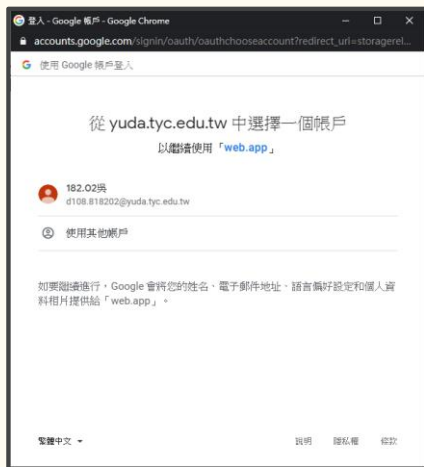 登入 - Google 帳戶 - Google Chrome
accounts.google.com/signin/oauth/oauthchooseaccount?redirect_uri=storagerel...
使用 Google 帳戶登入
從 yuda.tyc.edu.tw 中選擇一個帳戶
以繼續使用「web.app」
182.02吳
d108.818202@yuda.tyc.edu.tw
使用其他帳戶
如要繼續進行，Google 會將您的姓名、電子郵件地址、語言偏好設定和個人資
料相片提供給「web.app」。
繁體中文
說明 隱私權 條款